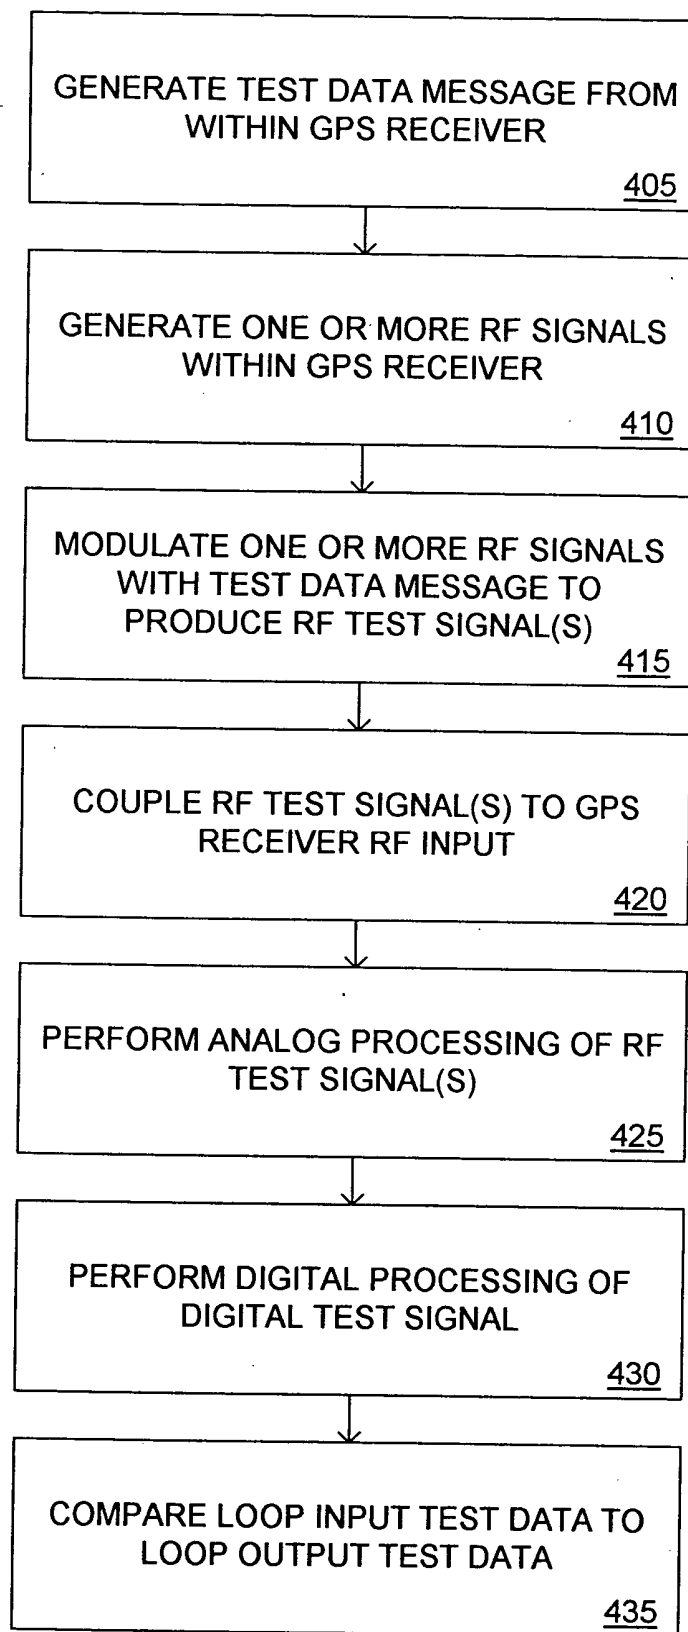 GENERATE TEST DATA MESSAGE FROM
WITHIN GPS RECEIVER
405
GENERATE ONE OR MORE RF SIGNALS
WITHIN GPS RECEIVER
410
MODULATE ONE OR MORE RF SIGNALS
WITH TEST DATA MESSAGE TO
PRODUCE RF TEST SIGNAL(S)
415
COUPLE RF TEST SIGNAL(S) TO GPS
RECEIVER RF INPUT
420
PERFORM ANALOG PROCESSING OF RF
TEST SIGNAL(S)
425
PERFORM DIGITAL PROCESSING OF
DIGITAL TEST SIGNAL
430
COMPARE LOOP INPUT TEST DATA TO
LOOP OUTPUT TEST DATA
435